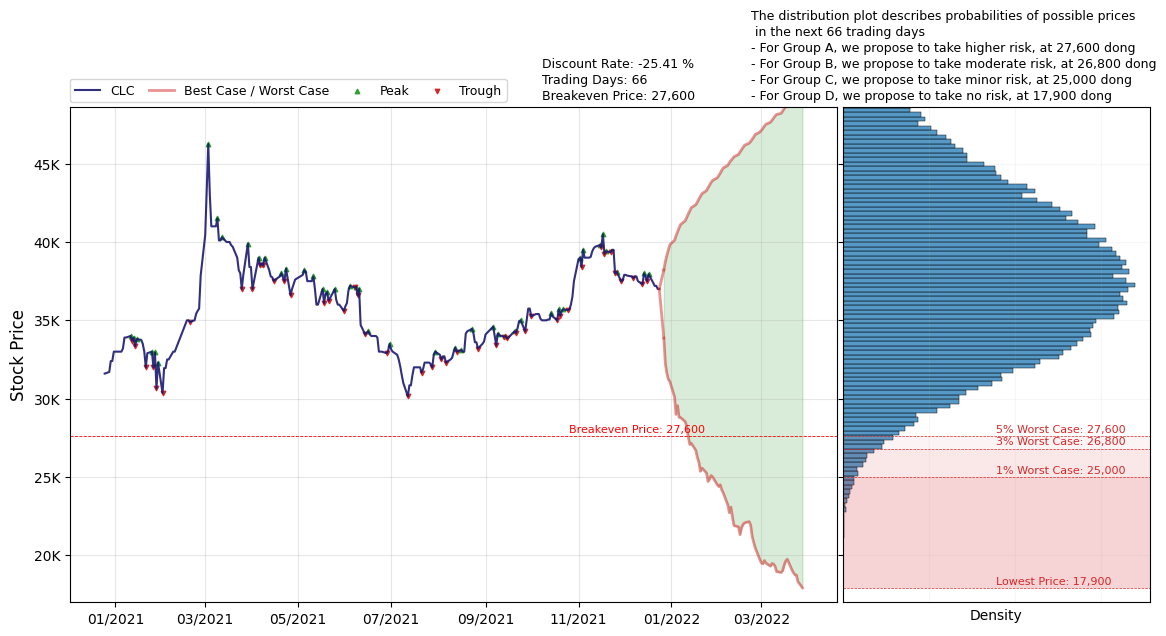 The distribution plot describes probabilities of possible prices
in the next 66 trading days
- For Group A, we propose to take higher risk, at 27,600 dong
- For Group B, we propose to take moderate risk, at 26,800 dong
- For Group C, we propose to take minor risk, at 25,000 dong
- For Group D, we propose to take no risk, at 17,900 dong
Discount Rate: -25.41 %
Trading Days: 66
Breakeven Price: 27,600
CLC
Best Case / Worst Case
Peak
Trough
Stock Price
45K
40K
35K
30K
25K
20K
Breakeven Price: 27,600
5% Worst Case: 27,600
3% Worst Case: 26,800
1% Worst Case: 25,000
Lowest Price: 17,900
01/2021
03/2021
05/2021
07/2021
09/2021
11/2021
01/2022
03/2022
Density